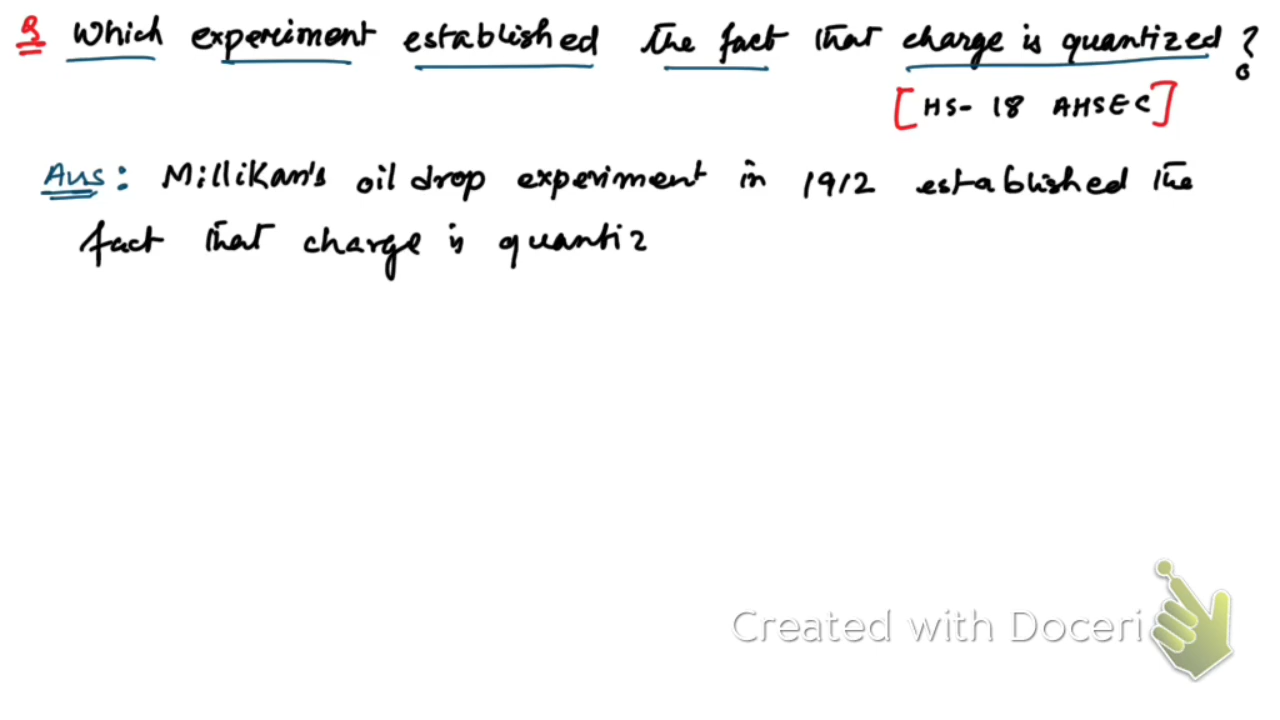 Q Which experiment established the fact that charge is quantized ?
[HS- 18 AHSEC]
Ans: Millikan's oil drop experiment in 1912 established the
fact that charge is quantiz
Created with Doceri